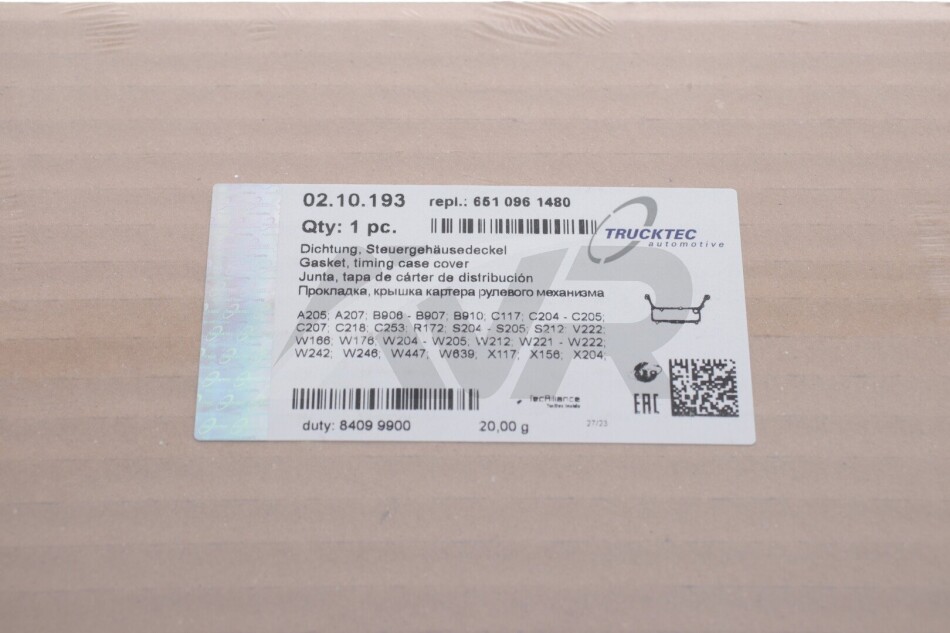 02.10.193 repl.: 651 096 1480
Qty: 1 pc.
TRUCKTEC
automotive
Dichtung, Steuergehäusedeckel
Gasket, timing case cover
Junta, tapa de cárter de distribución
Прокладка, крышка картера рулевого механизма
A205; A207; B906 - B907; B910; C117; C204 - C205;
C207; C218; C253; R172; S204 - S205; S212; V222;
W166; W176; W204 - W205; W212; W221 - W222;
W242; W246; W447; W639; X117; X156; X204;
AVR
EAC
TecAlliance
duty: 8409 9900 20,00 g 27/23